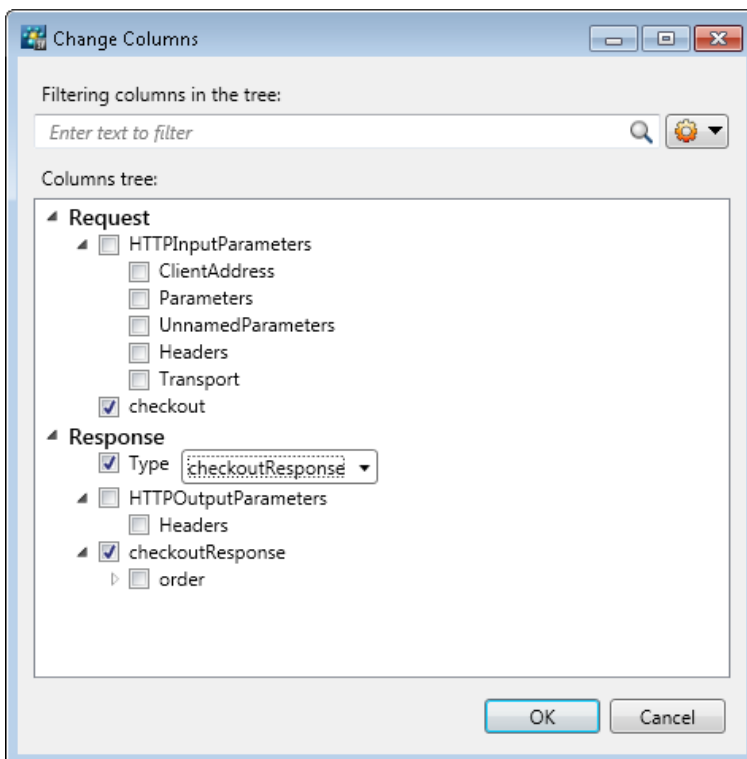 Change Columns
Filtering columns in the tree:
Enter text to filter
Columns tree:
Request
HTTPInputParameters
ClientAddress
Parameters
UnnamedParameters
Headers
Transport
checkout
Response
Type checkoutResponse
HTTPOutputParameters
Headers
checkoutResponse
order
OK Cancel